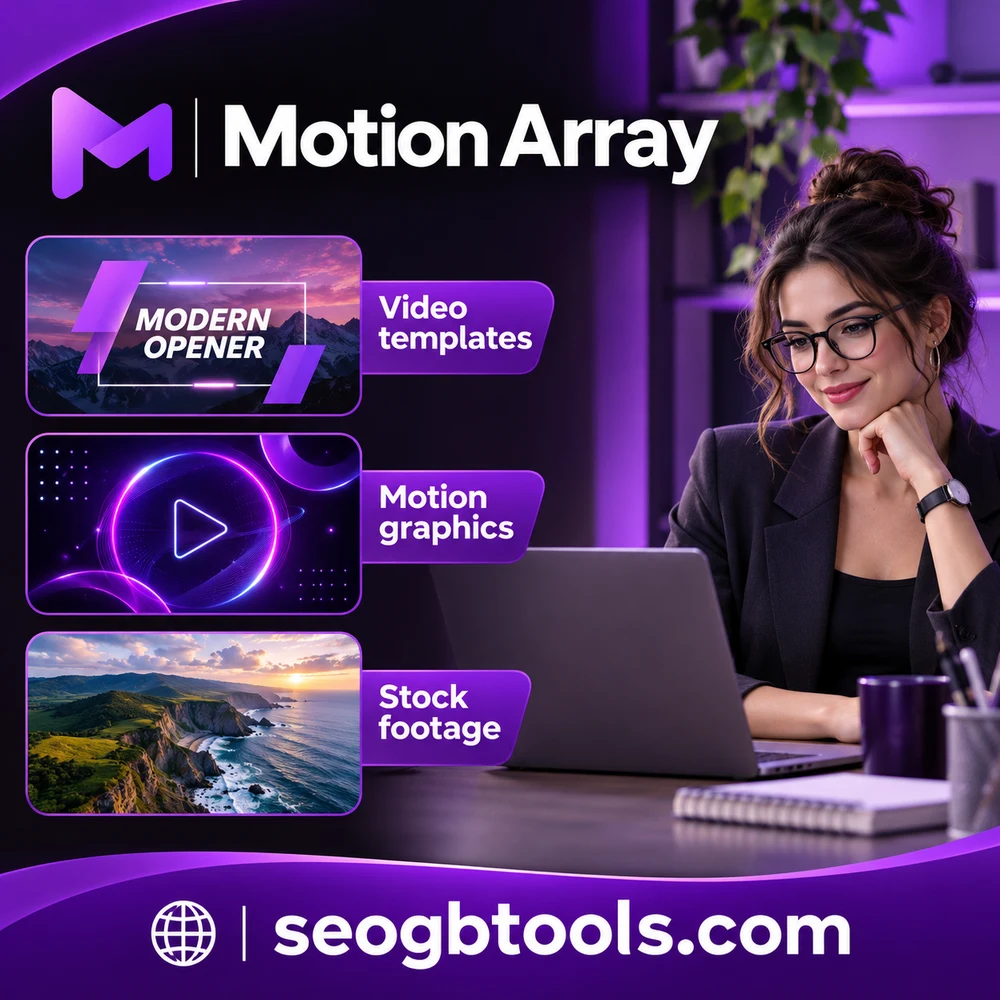 Motion Array
MODERN
OPENER
Video
templates
Motion
graphics
Stock
footage
seogbtools.com